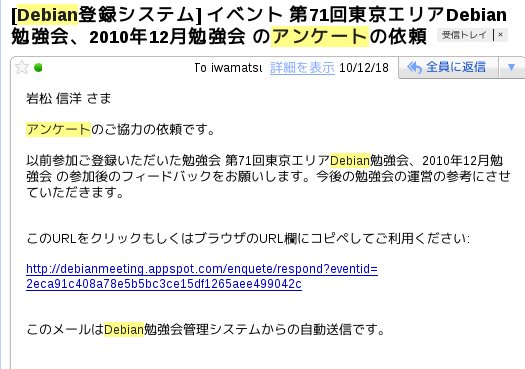 [Debian登録システム] イベント 第71回東京エリアDebian
勉強会、2010年12月勉強会 のアンケートの依頼 受信トレイ | ×
To iwamatsu 詳細を表示 10/12/18 全員に返信 ▼
岩松 信洋 さま
アンケートのご協力の依頼です。
以前参加ご登録いただいた勉強会 第71回東京エリアDebian勉強会、2010年12月勉
強会 の参加後のフィードバックをお願いします。今後の勉強会の運営の参考にさせ
ていただきます。
このURLをクリックもしくはブラウザのURL欄にコピペしてご利用ください:
http://debianmeeting.appspot.com/enquete/respond?eventid=
2eca91c408a78e5b5bc3ce15df1265aee499042c
このメールはDebian勉強会管理システムからの自動送信です。